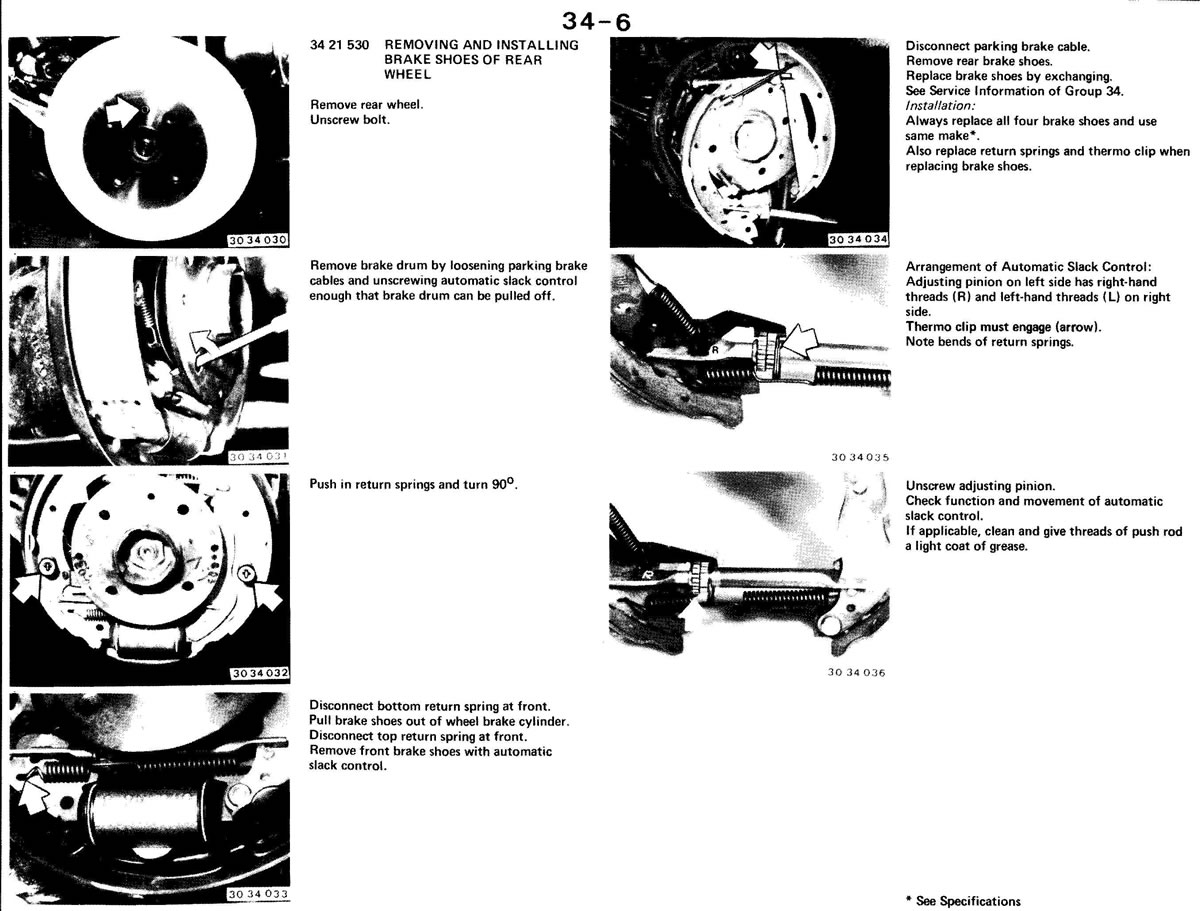 34-6
34 21 530 REMOVING AND INSTALLING
BRAKE SHOES OF REAR
WHEEL
Remove rear wheel.
Unscrew bolt.
30 34 030
Remove brake drum by loosening parking brake
cables and unscrewing automatic slack control
enough that brake drum can be pulled off.
30 34 031
Push in return springs and turn 90°.
30 34 032
Disconnect bottom return spring at front.
Pull brake shoes out of wheel brake cylinder.
Disconnect top return spring at front.
Remove front brake shoes with automatic
slack control.
30 34 033
Disconnect parking brake cable.
Remove rear brake shoes.
Replace brake shoes by exchanging.
See Service Information of Group 34.
Installation:
Always replace all four brake shoes and use
same make*.
Also replace return springs and thermo clip when
replacing brake shoes.
30 34 034
Arrangement of Automatic Slack Control:
Adjusting pinion on left side has right-hand
threads (R) and left-hand threads (L) on right
side.
Thermo clip must engage (arrow).
Note bends of return springs.
R
30 34 035
Unscrew adjusting pinion.
Check function and movement of automatic
slack control.
If applicable, clean and give threads of push rod
a light coat of grease.
R
30 34 036
* See Specifications